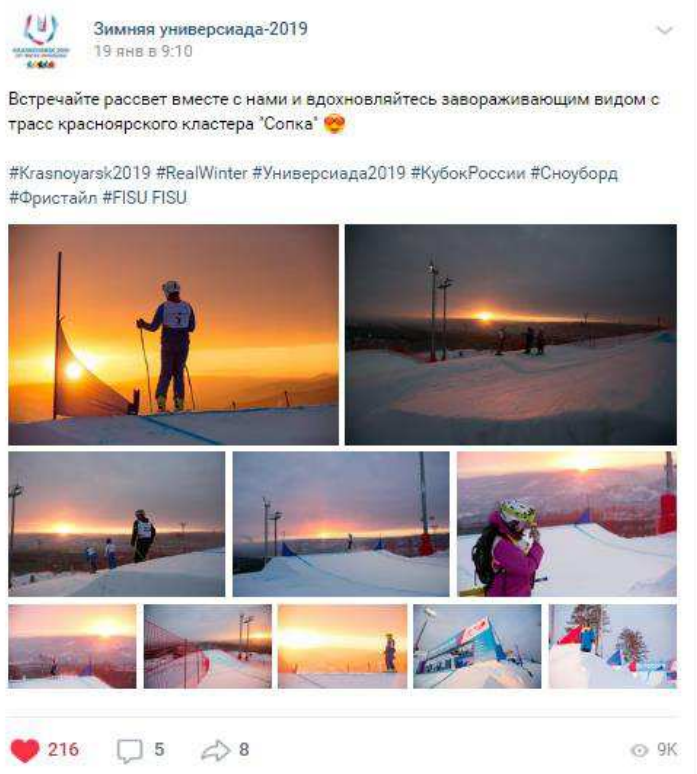 Зимняя универсиада-2019
19 янв в 9:10
Встречайте рассвет вместе с нами и вдохновляйтесь завораживающим видом с
трасс красноярского кластера "Сопка"
#Krasnoyarsk2019 #RealWinter #Универсиада2019 #КубокРоссии #Сноуборд
#Фристайл #FISU FISU
216 5 8 9K